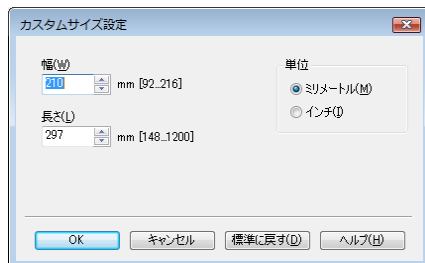 カスタムサイズ設定
幅(W)
210 mm [92..216]
長さ(L)
297 mm [148..1200]
単位
ミリメートル(M)
インチ(I)
OK キャンセル 標準に戻す(D) ヘルプ(H)